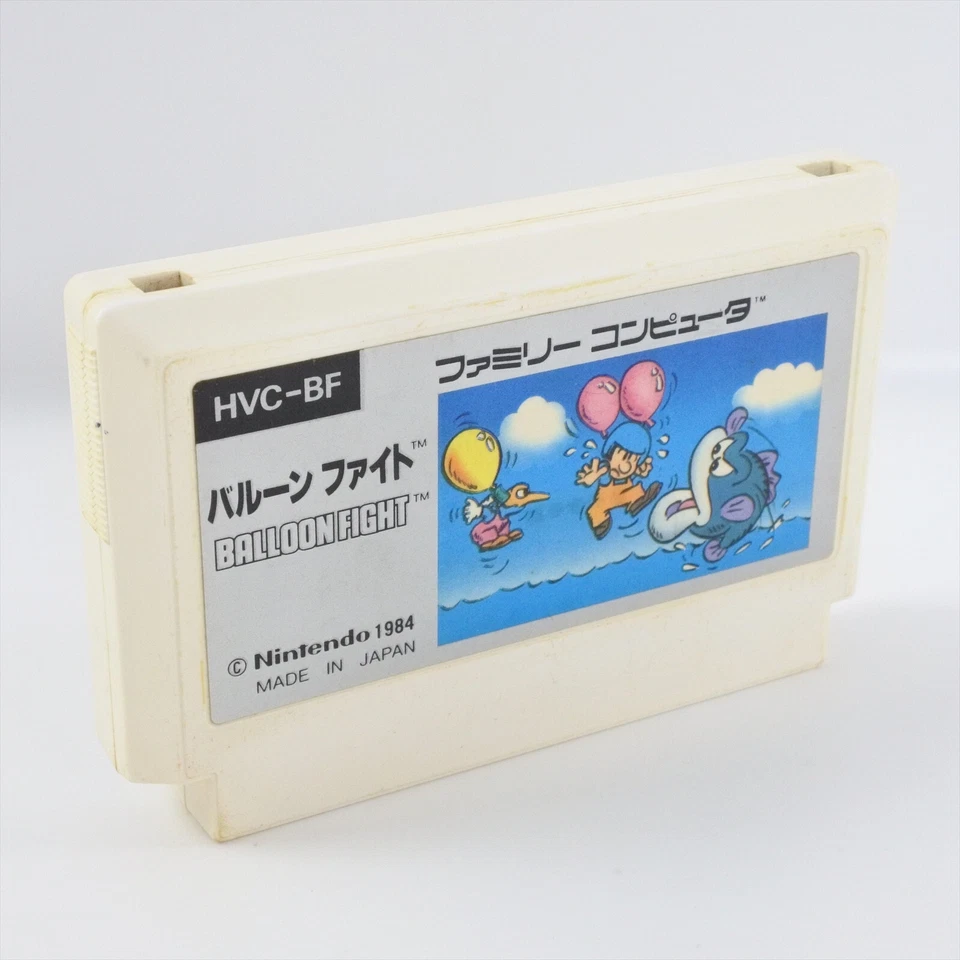 ファミリー コンピュータ™
HVC-BF
バルーン ファイト™
BALLOON FIGHT™
© Nintendo 1984
MADE IN JAPAN